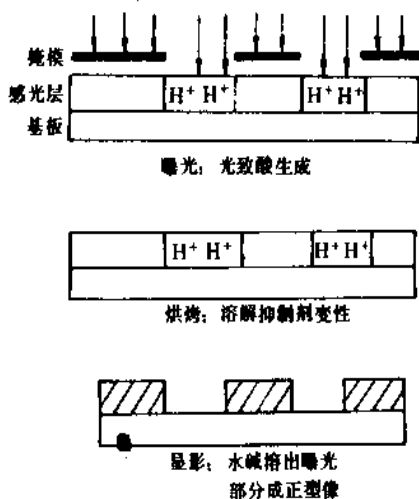 掩模
感光层 H⁺ H⁺ H⁺ H⁺
基板
曝光；光致酸生成
H⁺ H⁺ H⁺ H⁺
烘烤；溶解抑制剂变性
显形；水碱溶出曝光
部分成正型像